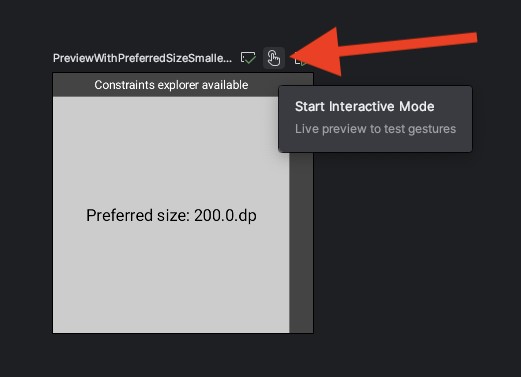 PreviewWithPreferredSizeSmalle...
Constraints explorer available
Start Interactive Mode
Live preview to test gestures
Preferred size: 200.0.dp